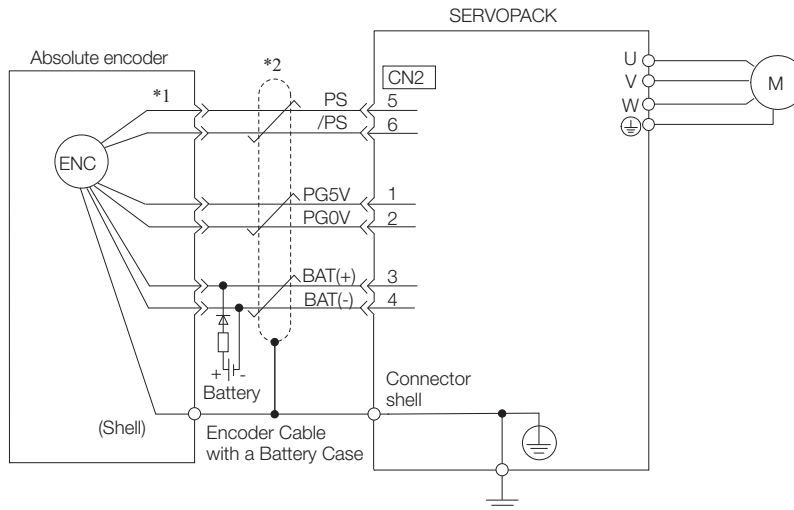 SERVOPACK
Absolute encoder
*2
CN2
U
V
W
M
*1
PS
5
/PS
6
ENC
PG5V
1
PG0V
2
BAT(+)
3
BAT(-)
4
+
-
Battery
Connector
shell
(Shell)
Encoder Cable
with a Battery Case